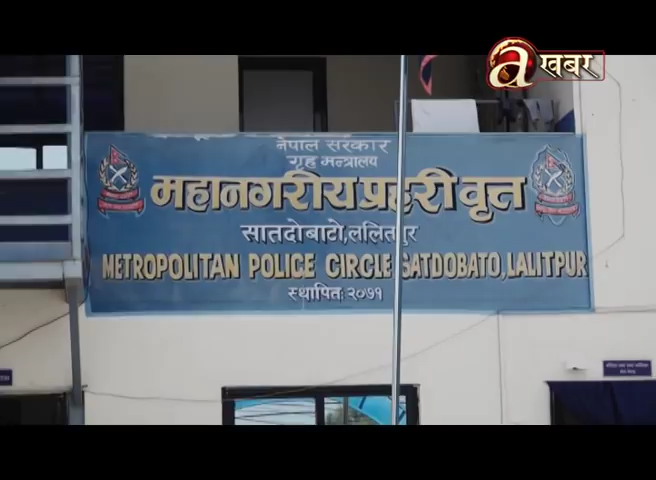 a खबर
नेपाल सरकार
गृह मन्त्रालय
महानगरीय प्रहरी वृत्त
सातदोबाटो, ललितपुर
METROPOLITAN POLICE CIRCLE SATDOBATO, LALITPUR
स्थापित: २०७१